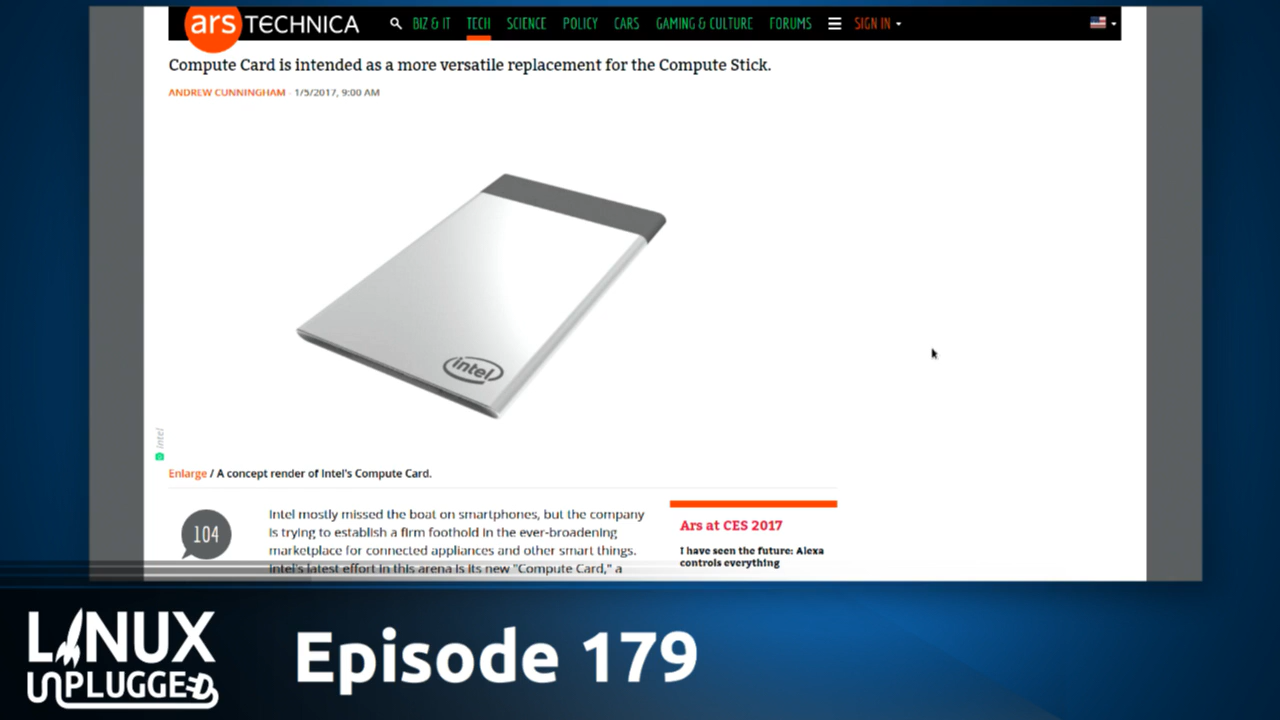 ars TECHNICA BIZ & IT TECH SCIENCE POLICY CARS GAMING & CULTURE FORUMS SIGN IN
Compute Card is intended as a more versatile replacement for the Compute Stick.
ANDREW CUNNINGHAM - 1/5/2017, 9:00 AM
intel
Intel
Enlarge / A concept render of Intel's Compute Card.
104
Intel mostly missed the boat on smartphones, but the company
is trying to establish a firm foothold in the ever-broadening
marketplace for connected appliances and other smart things.
Intel's latest effort in this arena is its new "Compute Card," a
Ars at CES 2017
I have seen the future: Alexa
controls everything
LINUX
UNPLUGGED
Episode 179